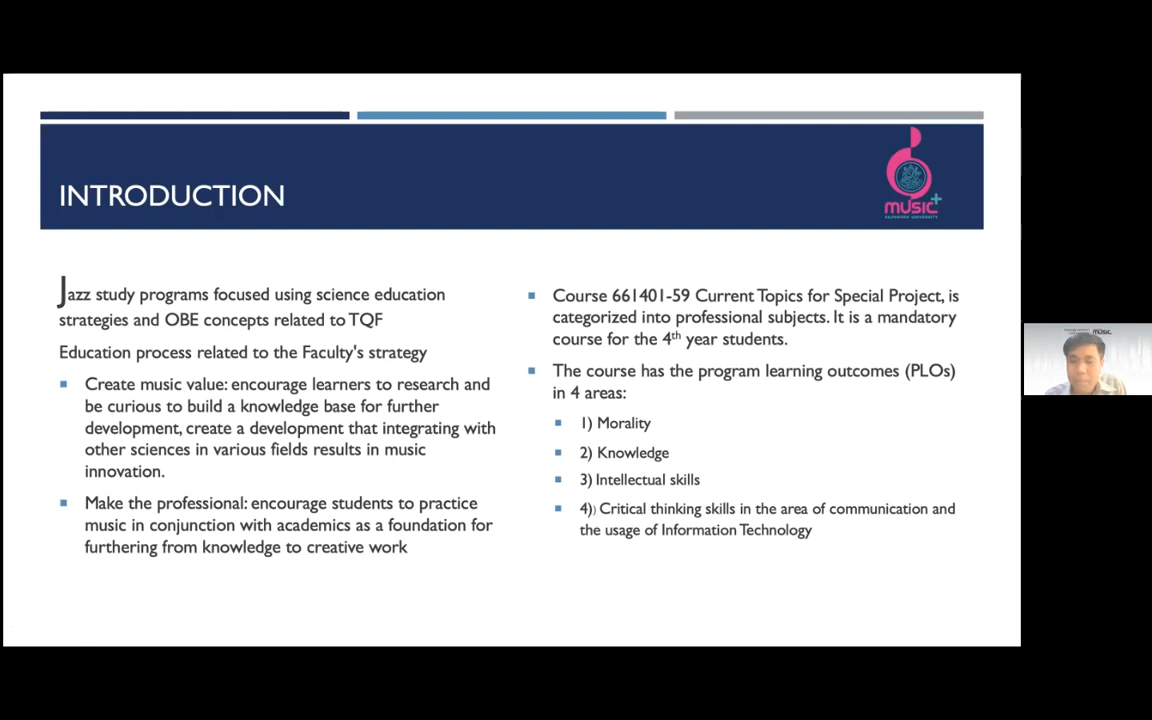 INTRODUCTION
MUSIC+
SILPAKORN UNIVERSITY
Jazz study programs focused using science education
strategies and OBE concepts related to TQF
Education process related to the Faculty's strategy
Create music value: encourage learners to research and
be curious to build a knowledge base for further
development, create a development that integrating with
other sciences in various fields results in music
innovation.
Make the professional: encourage students to practice
music in conjunction with academics as a foundation for
furthering from knowledge to creative work
Course 661401-59 Current Topics for Special Project, is
categorized into professional subjects. It is a mandatory
course for the 4th year students.
The course has the program learning outcomes (PLOs)
in 4 areas:
1) Morality
2) Knowledge
3) Intellectual skills
4)) Critical thinking skills in the area of communication and
the usage of Information Technology
MUSIC.